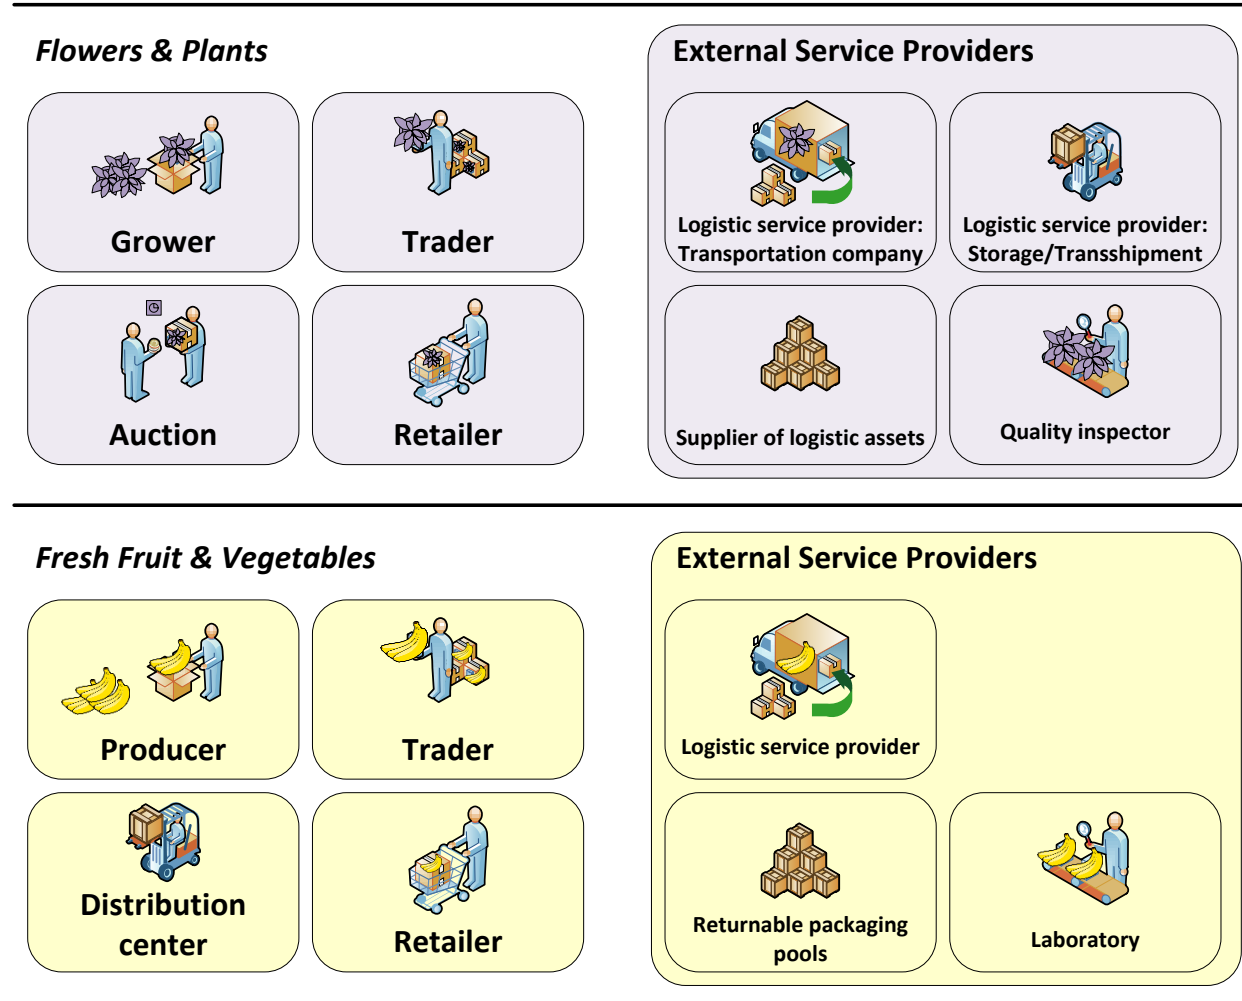 Flowers & Plants
External Service Providers
Grower
Trader
Logistic service provider:
Transportation company
Logistic service provider:
Storage/Transshipment
Auction
Retailer
Supplier of logistic assets
Quality inspector
Fresh Fruit & Vegetables
External Service Providers
Producer
Trader
Logistic service provider
Distribution
center
Retailer
Returnable packaging
pools
Laboratory